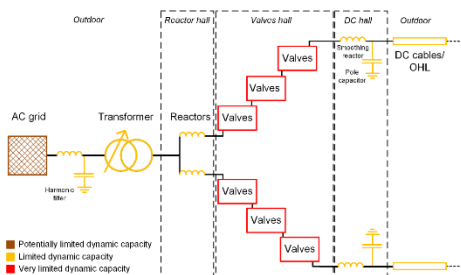 Outdoor
Reactor hall
Valves hall
DC hall
Outdoor
Smoothing
reactor
DC cables/
OHL
Pole
capacitor
Valves
Valves
Valves
AC grid
Transformer
Reactors
Harmonic
filter
Valves
Valves
Valves
Potentially limited dynamic capacity
Limited dynamic capacity
Very limited dynamic capacity